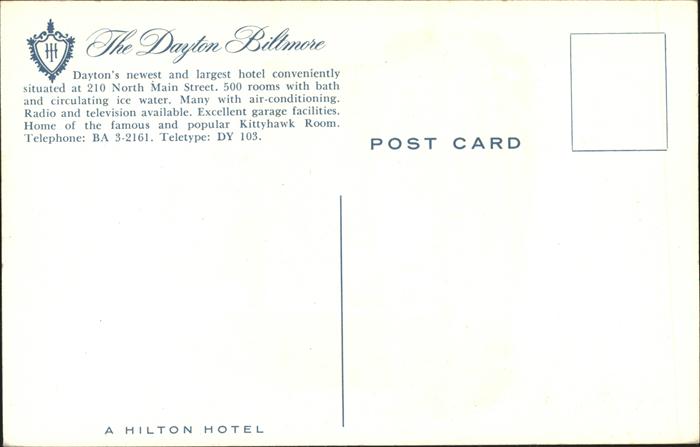 The Dayton Biltmore
Dayton's newest and largest hotel conveniently
situated at 210 North Main Street. 500 rooms with bath
and circulating ice water. Many with air-conditioning.
Radio and television available. Excellent garage facilities.
Home of the famous and popular Kittyhawk Room.
Telephone: BA 3-2161. Teletype: DY 103.
POST CARD
A HILTON HOTEL